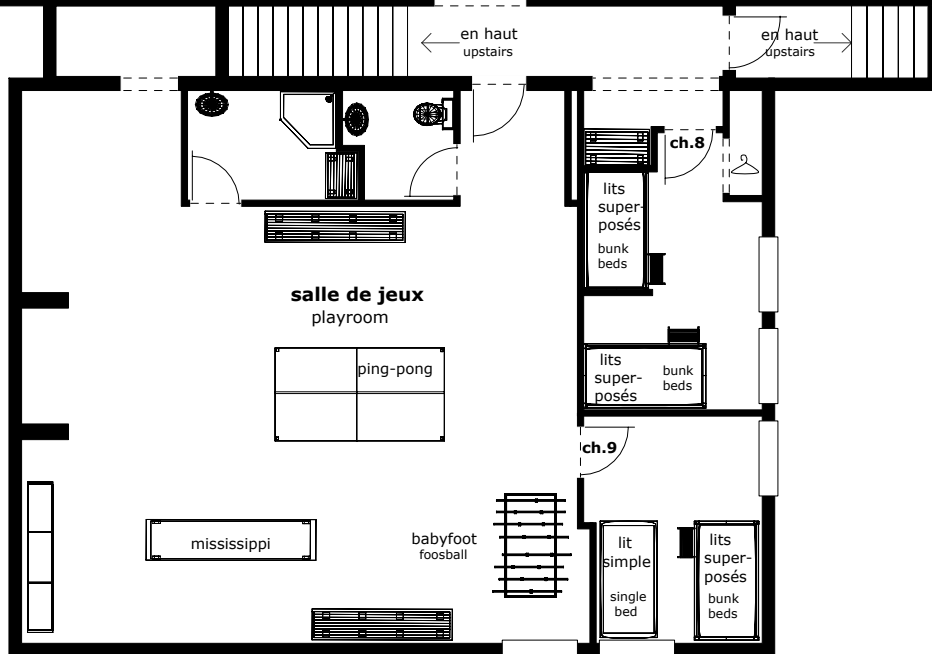 en haut
upstairs
en haut
upstairs
ch.8
lits
super-
posés
bunk
beds
salle de jeux
playroom
ping-pong
lits
super-
posés
bunk
beds
ch.9
mississippi
babyfoot
foosball
lit
simple
single
bed
lits
super-
posés
bunk
beds